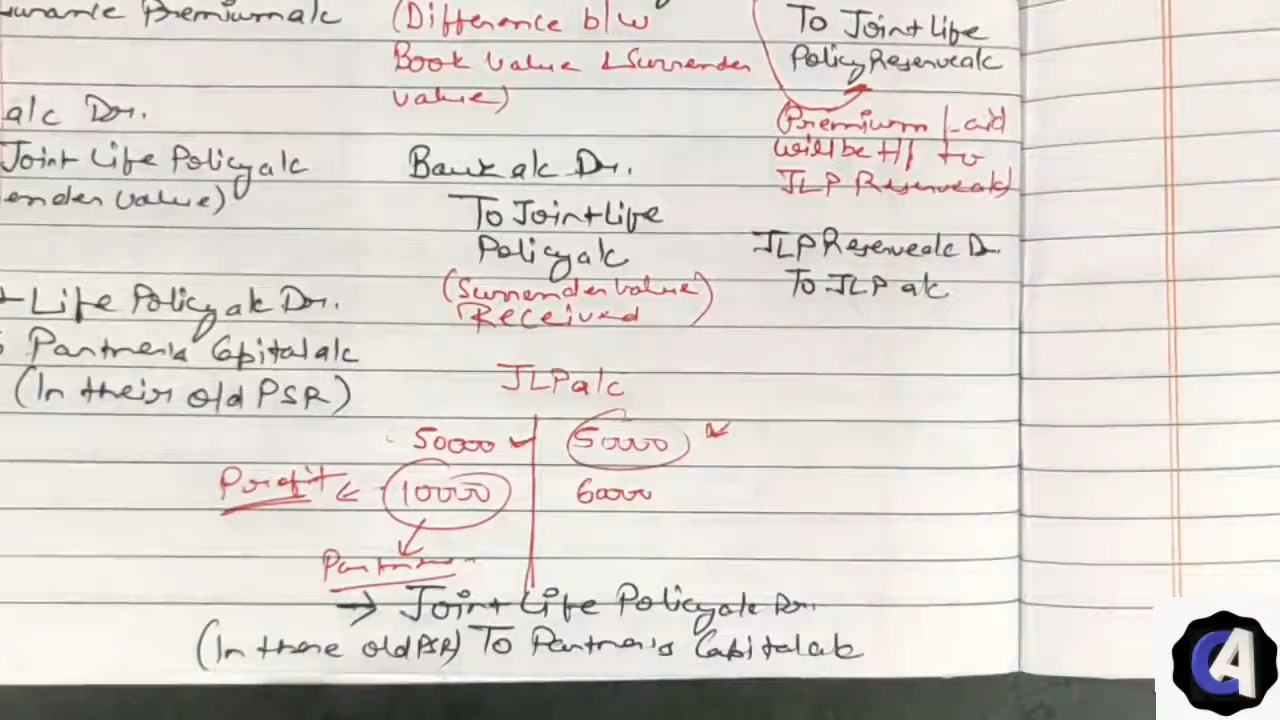 Premium a/c
a/c Dr.
Joint Life Policy a/c
ender value)
Life Policy a/c Dr.
Partner's Capital a/c
(In their old PSR)
(Difference b/w
Book value & Surrender
value)
Bank a/c Dr.
To Joint Life
Policy a/c
(Surrender value)
Received
To Joint Life
Policy Reserve a/c
(Premium Paid
will be t/f to
JLP Reserve a/c)
JLP Reserve a/c D
To JLP a/c
JLP a/c
50000 50000
Profit 10000 60000
→ Joint Life Policy a/c Dr.
(In there old PSR) To Partner's Capital a/c
CA